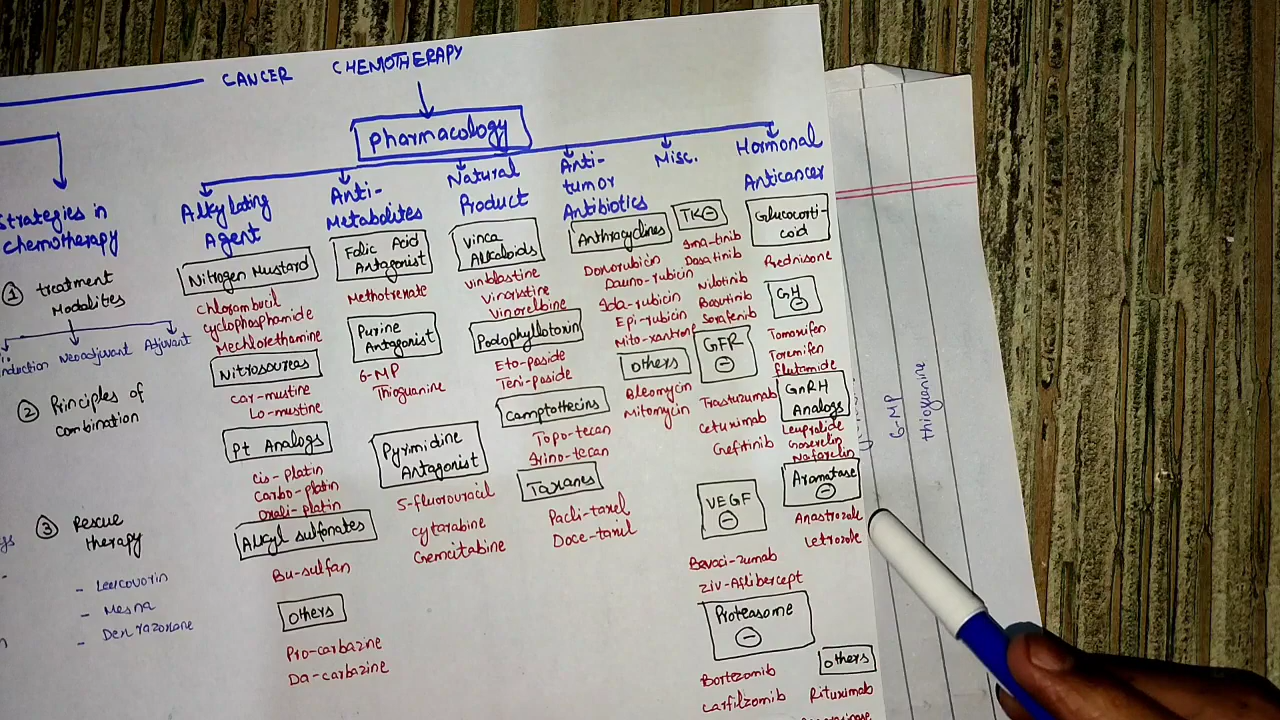 CANCER CHEMOTHERAPY
Pharmacology
Strategies in
chemotherapy
① treatment
Modalites
Neoadjuvant
Adjuvant
② Principles of
combination
③ Rescue
therapy
- Leucovorin
- Mesna
- Dexrazoxane
Alkylating
Agent
Nitrogen Mustard
Chlorambucil
cyclophosphamide
Mechlorethamine
Nitrosoureas
car-mustine
Lo-mustine
Pt Analogs
cis-platin
Carbo-platin
Oxali-platin
Alkyl sulfonates
Bu-sulfan
Others
Pro-carbazine
Da-carbazine
Anti-
Metabolites
Folic Acid
Antagonist
Methotrexate
Purine
Antagonist
6-MP
Thioguanine
Pyrimidine
Antagonist
5-fluorouracil
cytarabine
Gemcitabine
Natural
Product
Vinca
Alkaloids
vinblastine
Vincristine
Vinorelbine
Podophyllotoxin
Eto-poside
Teni-poside
Camptothecins
Topo-tecan
Irino-tecan
Taxanes
Pacli-taxel
Doce-taxel
Anti-
tumor
Antibiotics
Anthracyclines
Doxorubicin
Dauno-rubicin
Ida-rubicin
Epi-rubicin
Mito-xantrone
Others
Bleomycin
Mitomycin
Misc.
TK⊖
Ima-tinib
Dasatinib
Nilotinib
Bosutinib
Sorafenib
GFR
⊖
Trastuzumab
Cetuximab
Gefitinib
VEGF
⊖
Bevaci-zumab
ziv-Aflibercept
Proteasome
⊖
Bortezomib
Carfilzomib
Others
Rituximab
Hormonal
Anticancer
Glucocorti-
coid
Prednisone
GH
⊖
Tamoxifen
Toremifen
Flutamide
GnRH
Analogs
Leuprolide
Goserelin
Nafarelin
Aromatase
⊖
Anastrozole
Letrozole
6-MP
thioguanine